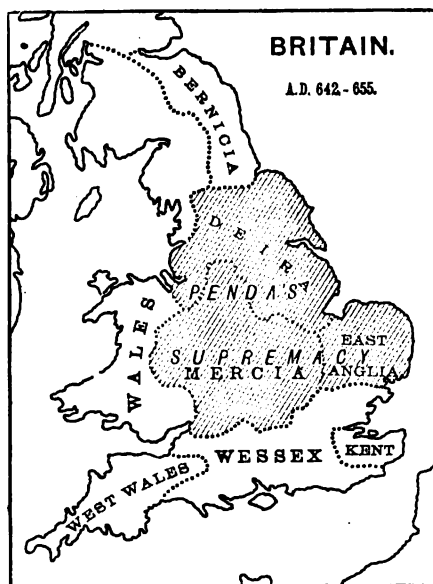 BRITAIN.
A.D. 642-655.
BERNICIA
DEIRA
PENDA'S
SUPREMACY
MERCIA
EAST
ANGLIA
WALES
WESSEX
KENT
WEST WALES